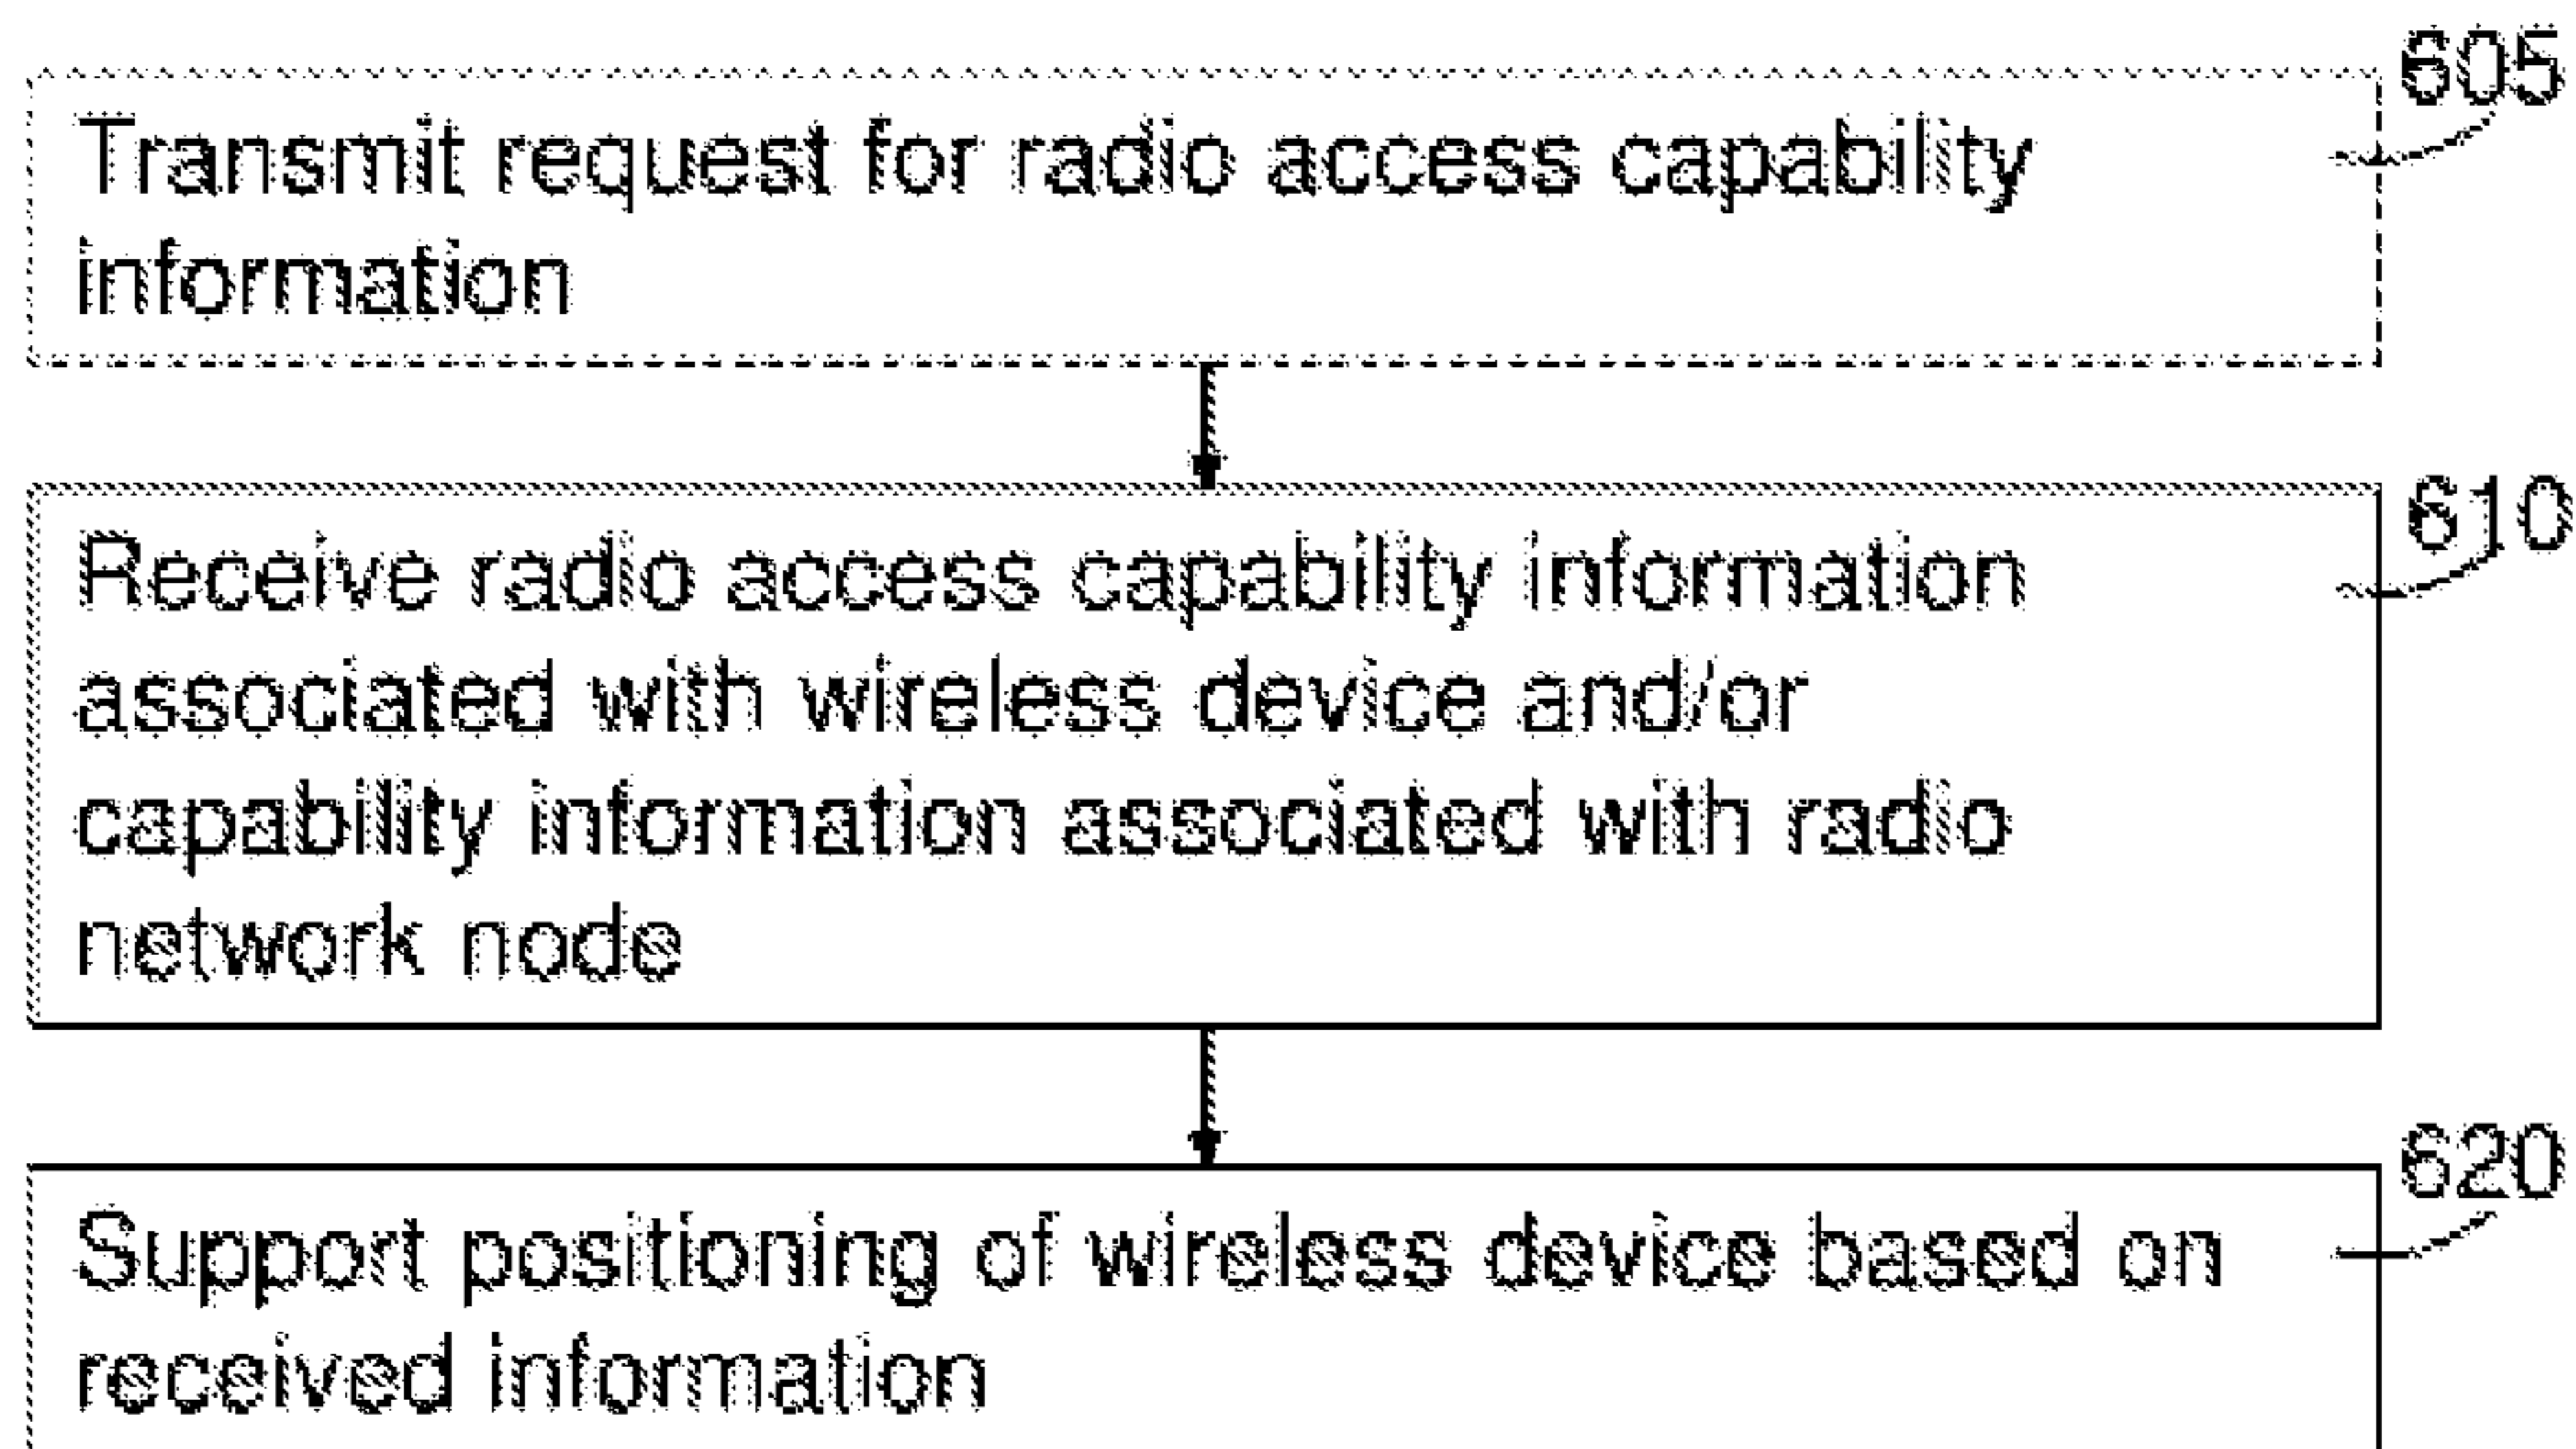 605
Transmit request for radio access capability
information
610
Receive radio access capability information
associated with wireless device and/or
capability information associated with radio
network node
620
Support positioning of wireless device based on
received information